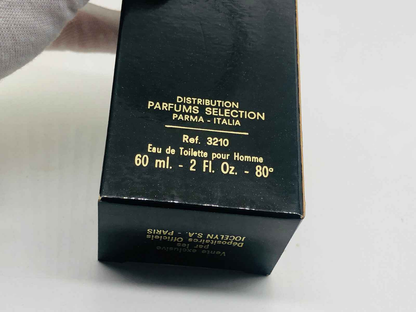 DISTRIBUTION
PARFUMS SELECTION
PARMA - ITALIA
Ref. 3210
Eau de Toilette pour Homme
60 ml. - 2 Fl. Oz. - 80°
Vente exclusive
par les
Dépositaires Officiels
JOCELYN S.A. - PARIS